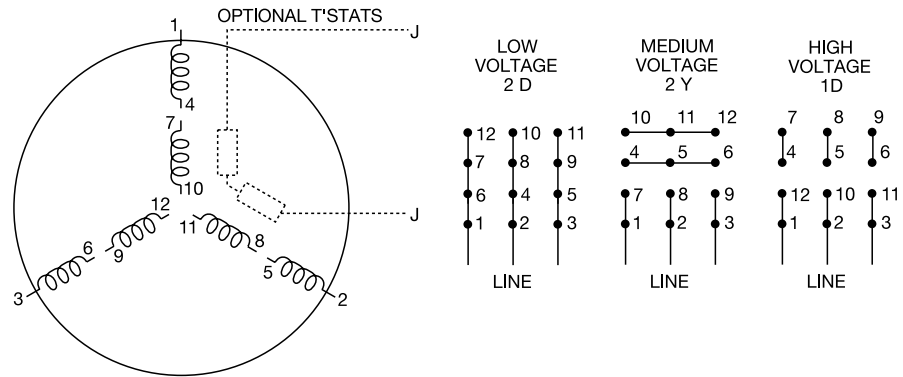 OPTIONAL T'STATS
J
1
4
7
10
12
11
6
9
8
5
3
2
J
LOW
VOLTAGE
2 D
12 10 11
7 8 9
6 4 5
1 2 3
LINE
MEDIUM
VOLTAGE
2 Y
10 11 12
4 5 6
7 8 9
1 2 3
LINE
HIGH
VOLTAGE
1D
7 8 9
4 5 6
12 10 11
1 2 3
LINE